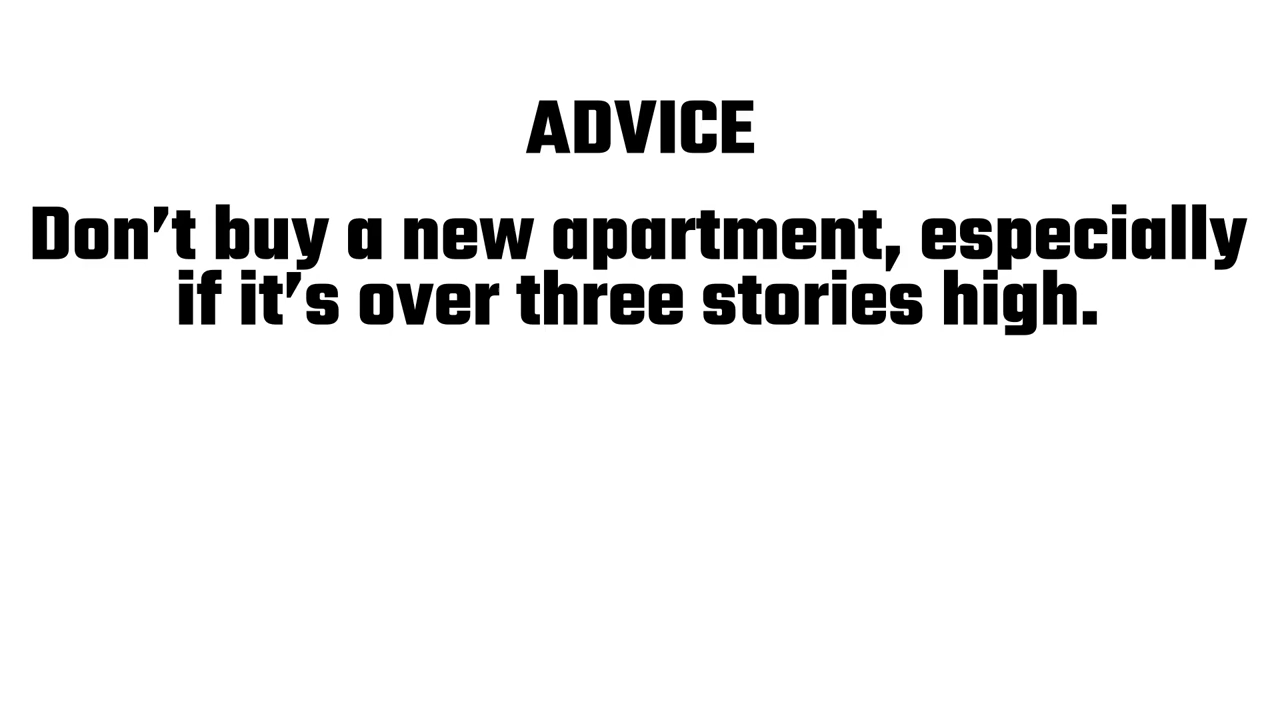 ADVICE
Don't buy a new apartment, especially
if it's over three stories high.